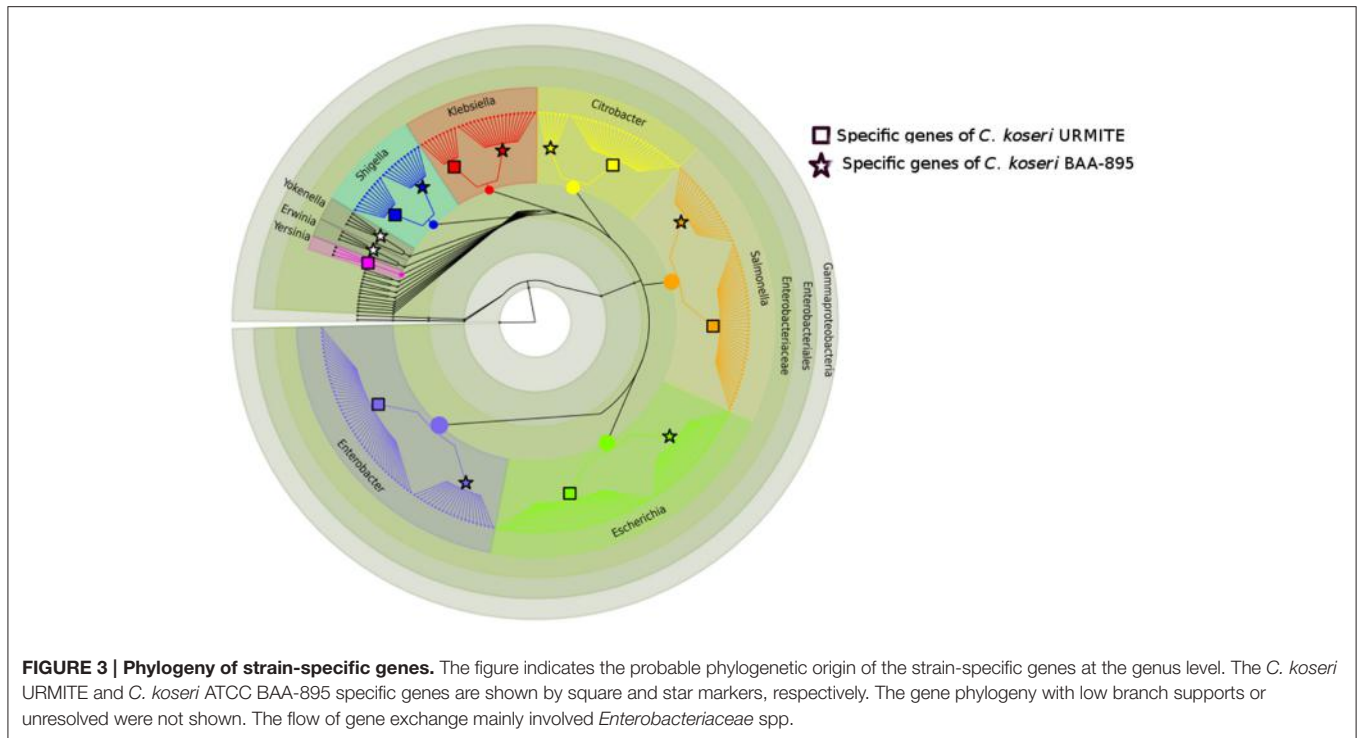 Klebsiella
Citrobacter
Shigella
Yokenella
Erwinia
Yersinia
Salmonella
Enterobacteriaceae
Enterobacteriales
Gammaproteobacteria
Enterobacter
Escherichia
Specific genes of C. koseri URMITE
Specific genes of C. koseri BAA-895
FIGURE 3 | Phylogeny of strain-specific genes. The figure indicates the probable phylogenetic origin of the strain-specific genes at the genus level. The C. koseri
URMITE and C. koseri ATCC BAA-895 specific genes are shown by square and star markers, respectively. The gene phylogeny with low branch supports or
unresolved were not shown. The flow of gene exchange mainly involved Enterobacteriaceae spp.